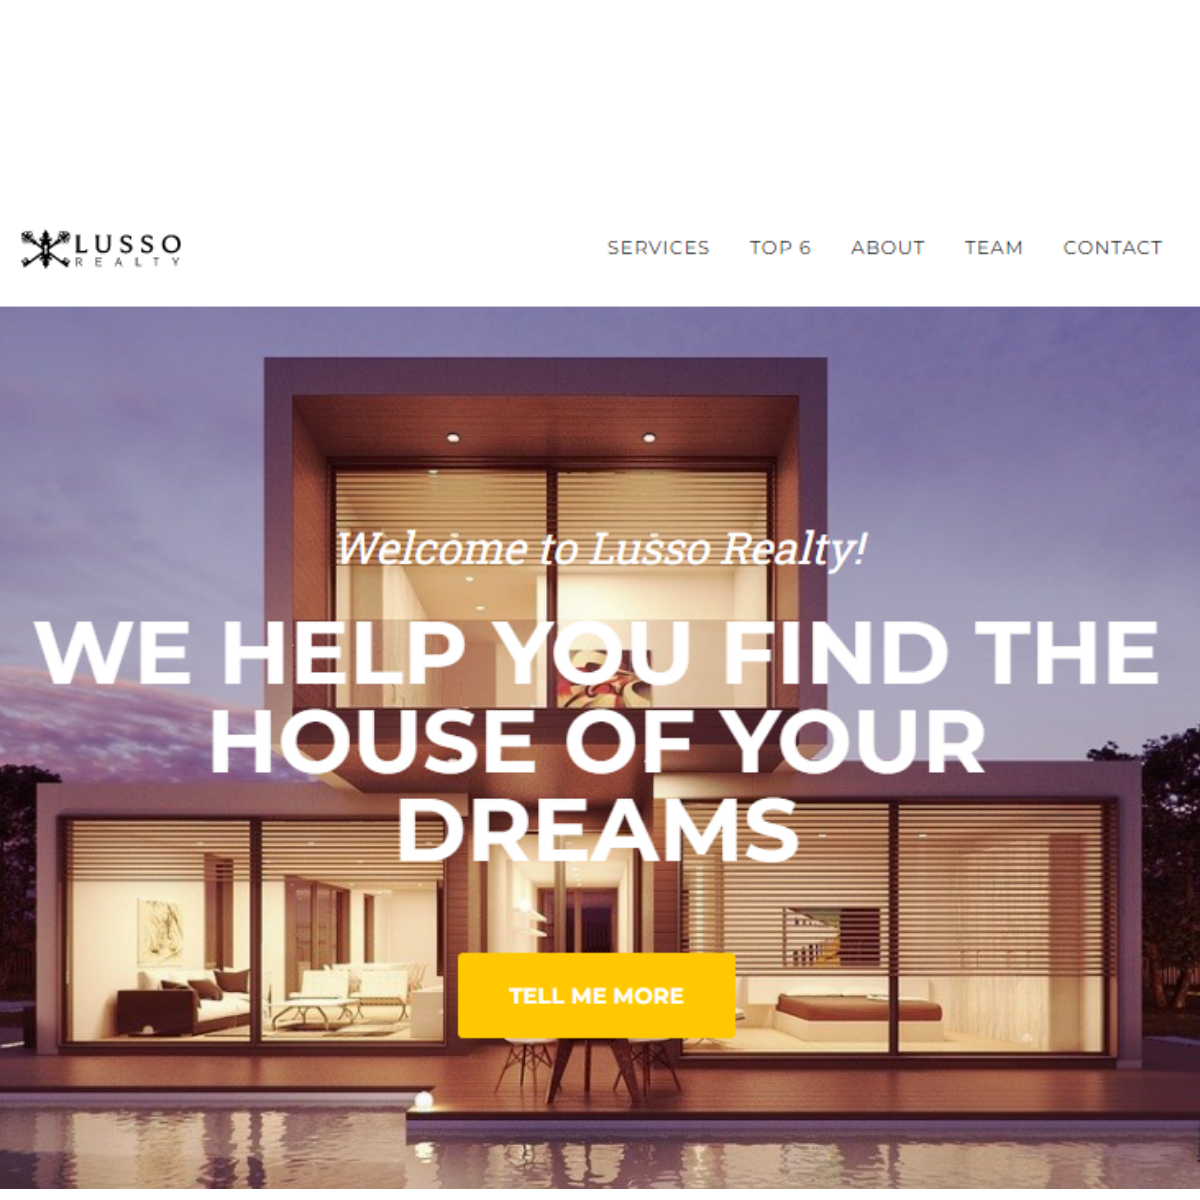 LUSSO
REALTY
SERVICES TOP 6 ABOUT TEAM CONTACT
Welcome to Lusso Realty!
WE HELP YOU FIND THE
HOUSE OF YOUR
DREAMS
TELL ME MORE